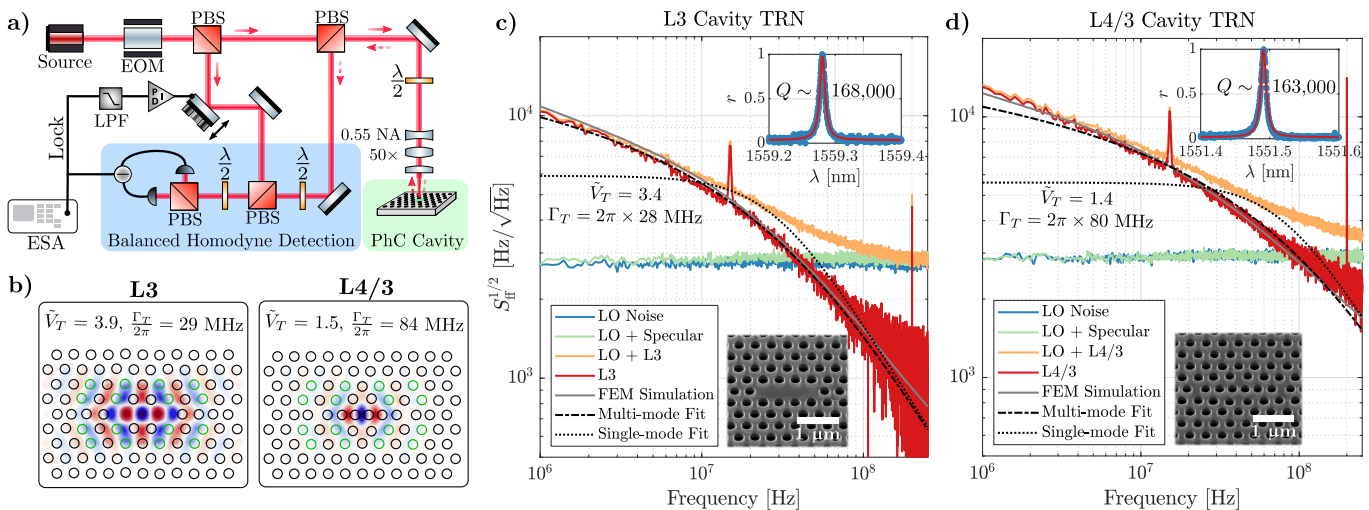 a)
PBS
PBS
Source
EOM
λ/2
LPF
P I D
Lock
0.55 NA
50×
λ/2
λ/2
PBS
PBS
ESA
Balanced Homodyne Detection
PhC Cavity
b)
L3
L4/3
Ṽ_T = 3.9, Γ_T/2π = 29 MHz
Ṽ_T = 1.5, Γ_T/2π = 84 MHz
c)
L3 Cavity TRN
S_ff^1/2 [Hz/√Hz]
10^4
10^3
1
r
0.5
0
Q ∼ 168,000
1559.2
1559.3
1559.4
λ [nm]
Ṽ_T = 3.4
Γ_T = 2π × 28 MHz
LO Noise
LO + Specular
LO + L3
L3
FEM Simulation
Multi-mode Fit
Single-mode Fit
1 μm
10^6
10^7
10^8
Frequency [Hz]
d)
L4/3 Cavity TRN
10^4
10^3
1
r
0.5
0
Q ∼ 163,000
1551.4
1551.5
1551.6
λ [nm]
Ṽ_T = 1.4
Γ_T = 2π × 80 MHz
LO Noise
LO + Specular
LO + L4/3
L4/3
FEM Simulation
Multi-mode Fit
Single-mode Fit
1 μm
10^6
10^7
10^8
Frequency [Hz]